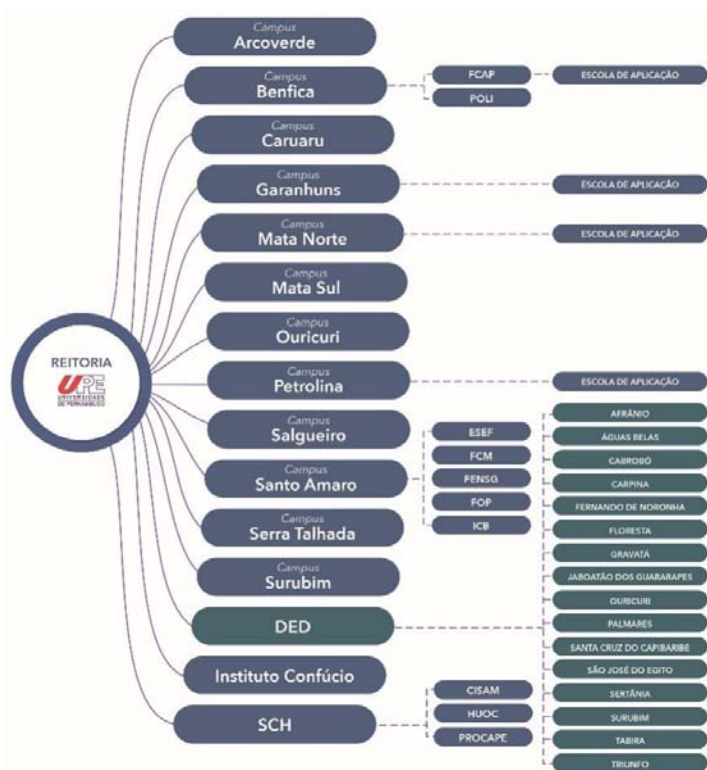 Campus
Arcoverde
Campus
Benfica
FCAP
ESCOLA DE APLICAÇÃO
POLI
Campus
Caruaru
Campus
Garanhuns
ESCOLA DE APLICAÇÃO
Campus
Mata Norte
ESCOLA DE APLICAÇÃO
Campus
Mata Sul
Campus
Ouricuri
REITORIA
UPE
UNIVERSIDADE
DE PERNAMBUCO
Campus
Petrolina
ESCOLA DE APLICAÇÃO
Campus
Salgueiro
Campus
Santo Amaro
ESEF
FCM
FENSG
FOP
ICB
Campus
Serra Talhada
Campus
Surubim
DED
AFRÂNIO
ÁGUAS BELAS
CABROBÓ
CARPINA
FERNANDO DE NORONHA
FLORESTA
GRAVATÁ
JABOATÃO DOS GUARARAPES
OURICURI
PALMARES
SANTA CRUZ DO CAPIBARIBE
SÃO JOSÉ DO EGITO
SERTÂNIA
SURUBIM
TABIRA
TRIUNFO
Instituto Confúcio
SCH
CISAM
HUOC
PROCAPE